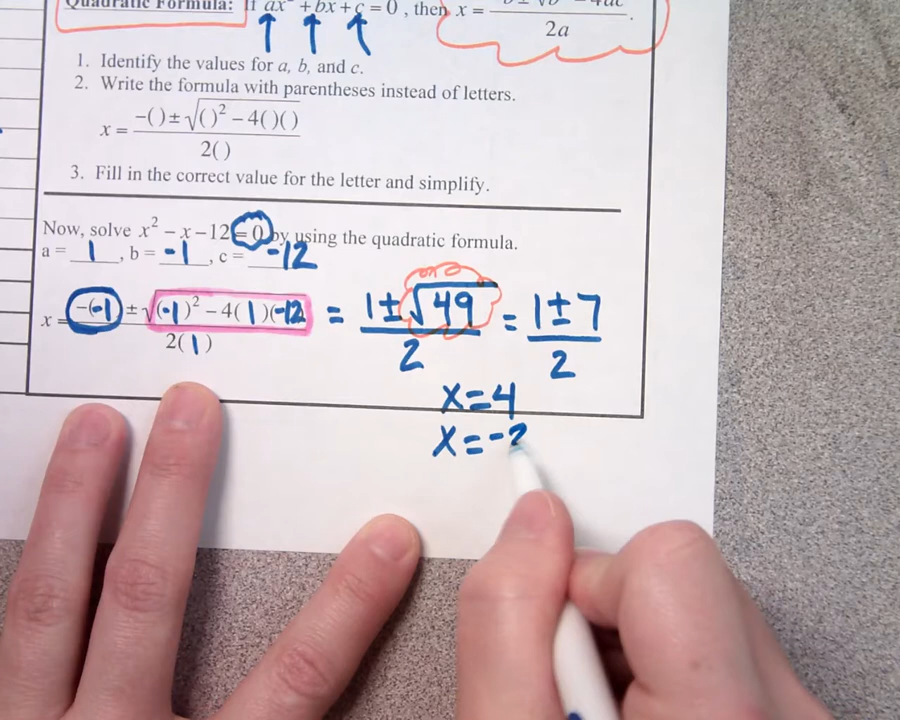 Quadratic Formula: If ax² + bx + c = 0, then x = 2a.
1. Identify the values for a, b, and c.
2. Write the formula with parentheses instead of letters.
x = -()±√()² - 4()() / 2()
3. Fill in the correct value for the letter and simplify.
Now, solve x² - x - 12 = 0 by using the quadratic formula.
a = 1, b = -1, c = -12
x = -(-1) ± √(-1)² - 4(1)(-12 / 2(1) = 1±√49 / 2 = 1±7 / 2
x=4
x=-